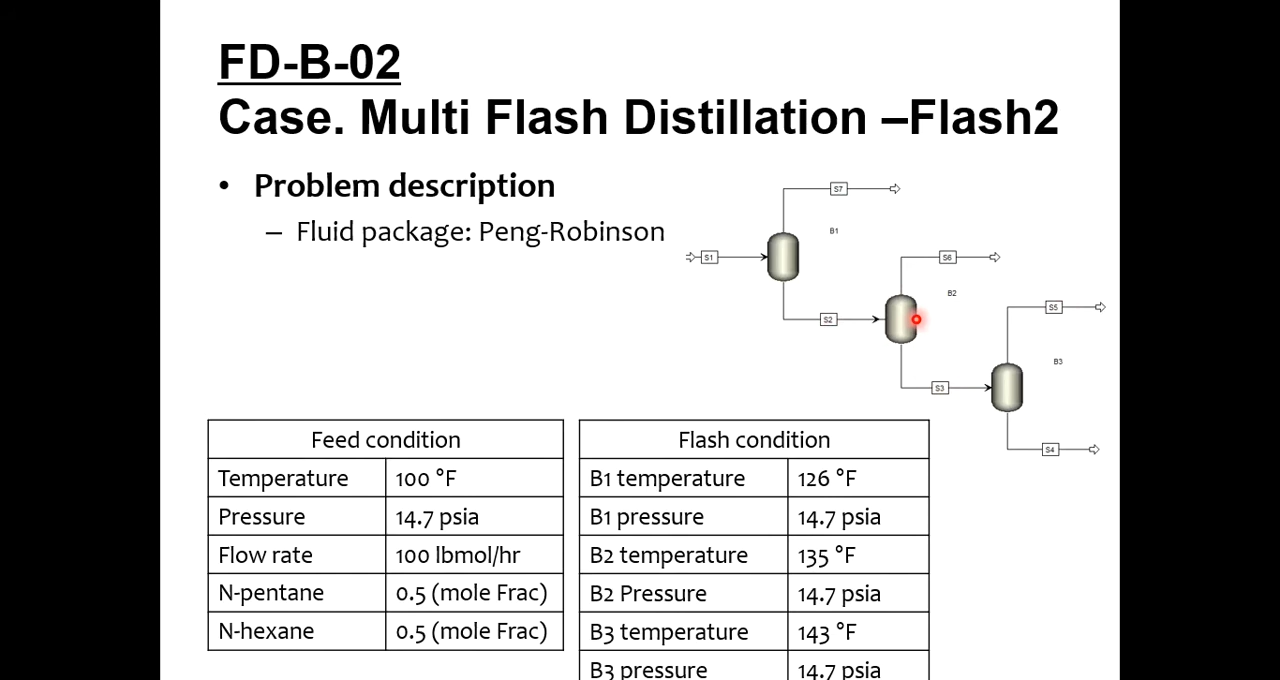 FD-B-02
Case. Multi Flash Distillation –Flash2
• Problem description
– Fluid package: Peng-Robinson
S7
B1
S1
S6
B2
S2
S5
B3
S3
S4
Feed condition
Temperature 100 °F
Pressure 14.7 psia
Flow rate 100 lbmol/hr
N-pentane 0.5 (mole Frac)
N-hexane 0.5 (mole Frac)
Flash condition
B1 temperature 126 °F
B1 pressure 14.7 psia
B2 temperature 135 °F
B2 Pressure 14.7 psia
B3 temperature 143 °F
B3 pressure 14.7 psia